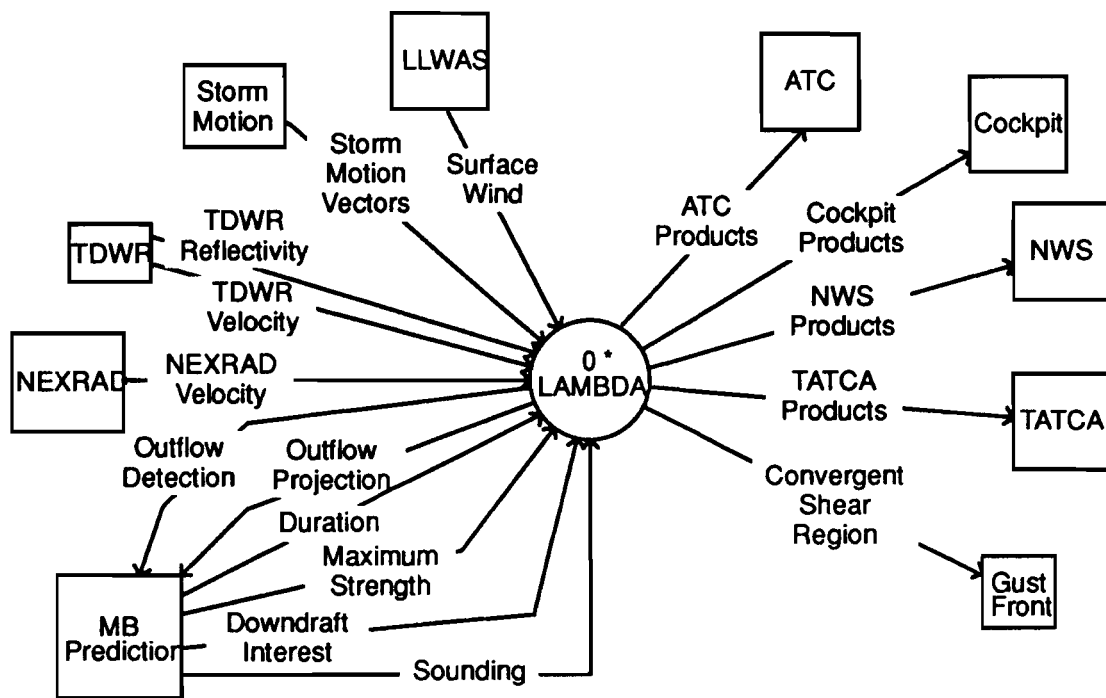 LLWAS
ATC
Storm
Motion
Cockpit
Storm
Motion
Vectors
Surface
Wind
ATC
Products
Cockpit
Products
TDWR
TDWR
Reflectivity
NWS
TDWR
Velocity
NWS
Products
0 *
LAMBDA
NEXRAD
NEXRAD
Velocity
TATCA
Products
TATCA
Outflow
Detection
Outflow
Projection
Convergent
Shear
Region
Duration
Maximum
Strength
Gust
Front
MB
Prediction
Downdraft
Interest
Sounding